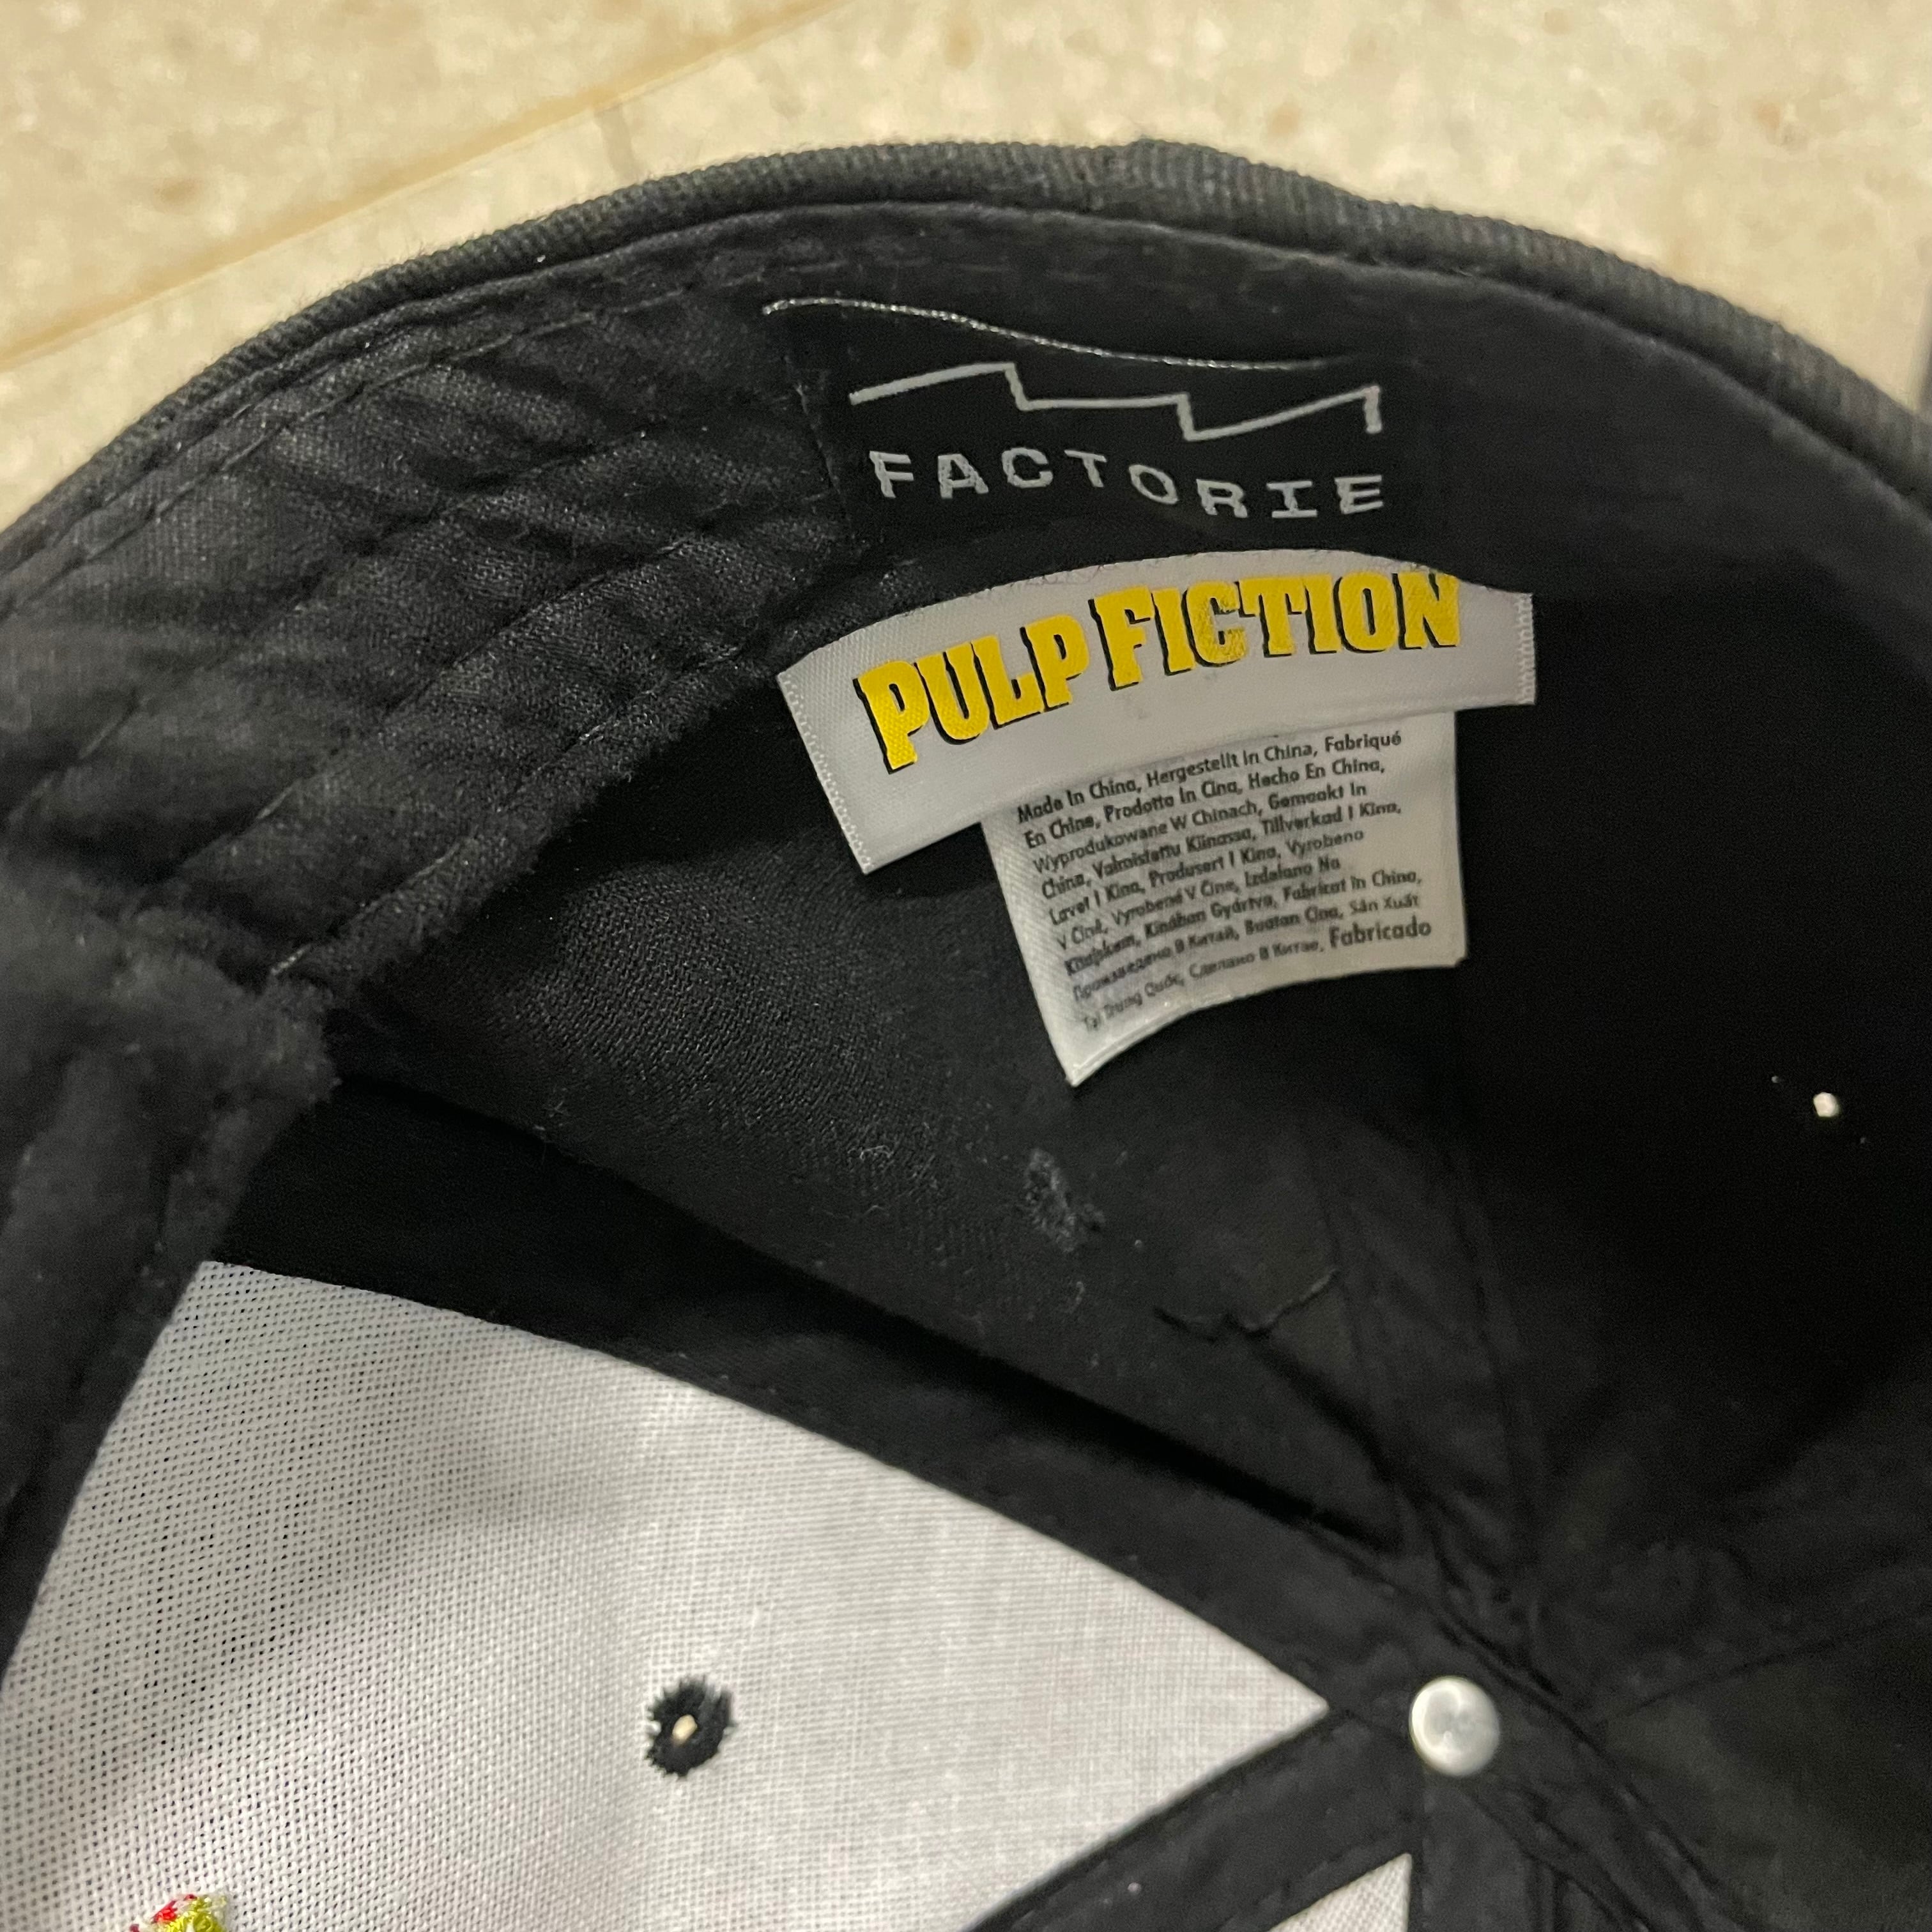 FACTORIE
PULP FICTION
Made In China, Hergestellt In China, Fabriqué
En Chine, Prodotto In Cina, Hecho En China,
Wyprodukowane W Chinach, Gemaakt In
China, Valmistettu Kiinassa, Tillverkad I Kina,
Lavet I Kina, Produsert I Kina, Vyrobeno
V Číně, Vyrobené V Číne, Izdelano Na
Kitajskem, Kínában Gyártva, Fabricat în China,
Произведено В Китай, Buatan Cina, Sản Xuất
Tại Trung Quốc, Сделано В Китае, Fabricado